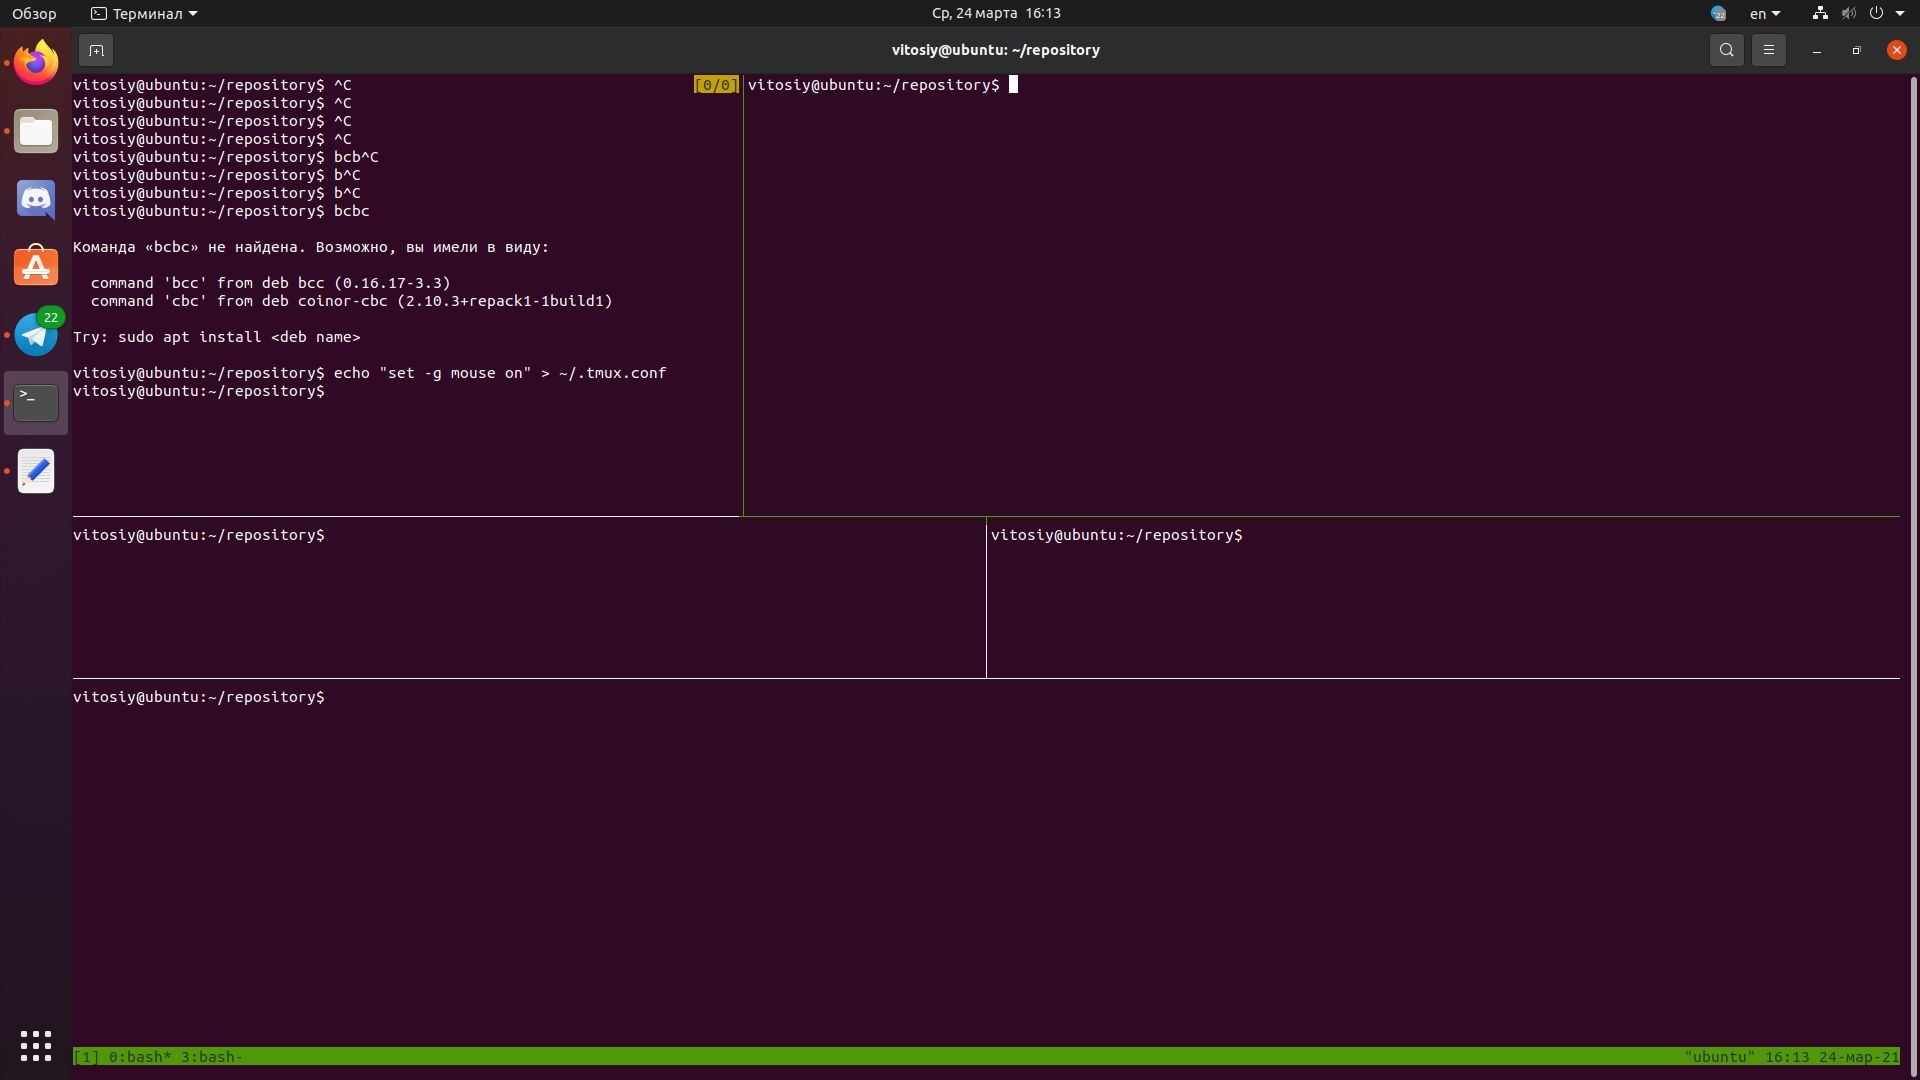 Обзор Терминал Ср, 24 марта 16:13 22 en
vitosiy@ubuntu: ~/repository
vitosiy@ubuntu:~/repository$ ^C [0/0]
vitosiy@ubuntu:~/repository$ ^C
vitosiy@ubuntu:~/repository$ ^C
vitosiy@ubuntu:~/repository$ ^C
vitosiy@ubuntu:~/repository$ bcb^C
vitosiy@ubuntu:~/repository$ b^C
vitosiy@ubuntu:~/repository$ b^C
vitosiy@ubuntu:~/repository$ bcbc
Команда «bcbc» не найдена. Возможно, вы имели в виду:
command 'bcc' from deb bcc (0.16.17-3.3)
command 'cbc' from deb coinor-cbc (2.10.3+repack1-1build1)
Try: sudo apt install <deb name>
vitosiy@ubuntu:~/repository$ echo "set -g mouse on" > ~/.tmux.conf
vitosiy@ubuntu:~/repository$
vitosiy@ubuntu:~/repository$
22
>_
vitosiy@ubuntu:~/repository$
vitosiy@ubuntu:~/repository$
vitosiy@ubuntu:~/repository$
[1] 0:bash* 3:bash- "ubuntu" 16:13 24-мар-21